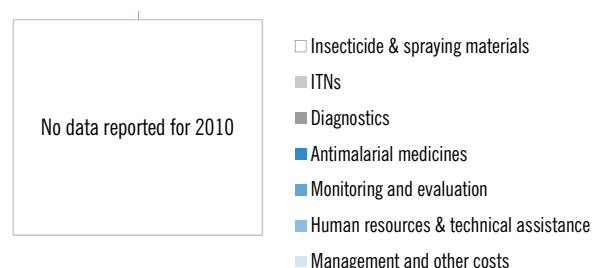 No data reported for 2010
Insecticide & spraying materials
ITNs
Diagnostics
Antimalarial medicines
Monitoring and evaluation
Human resources & technical assistance
Management and other costs